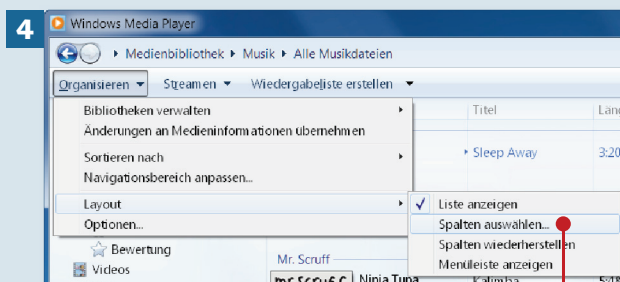 4
Windows Media Player
Medienbibliothek Musik Alle Musikdateien
Organisieren Streamen Wiedergabeliste erstellen
Bibliotheken verwalten
Änderungen an Medieninformationen übernehmen
Sortieren nach
Navigationsbereich anpassen...
Layout
Optionen...
Liste anzeigen
Spalten auswählen...
Spalten wiederherstellen
Menüleiste anzeigen
Titel
Sleep Away 3:20
Bewertung
Videos
Mr. Scruff
Ninja Tuna
Kalimba 5:48